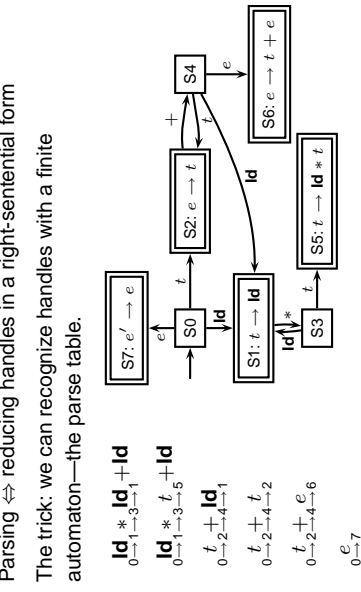 Parsing ⇔ reducing handles in a right-sentential form
The trick: we can recognize handles with a finite
automaton—the parse table.
Id ∗ Id + Id
0→1→3→1
Id ∗ t + Id
0→1→3→5
t + Id
0→2→4→1
t + t
0→2→4→2
t + e
0→2→4→6
e
0→7
S7: e′ → e
e
S0
t
S2: e → t
+
t
S4
e
S6: e → t + e
Id
Id
S1: t → Id
Id
∗
S3
t
S5: t → Id ∗ t